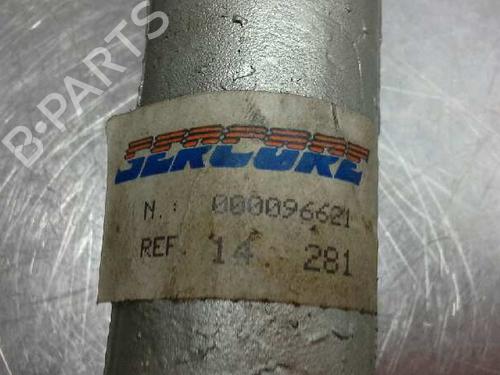 B-PARTS
SERCORE
N.: 000096621
REF 14 281